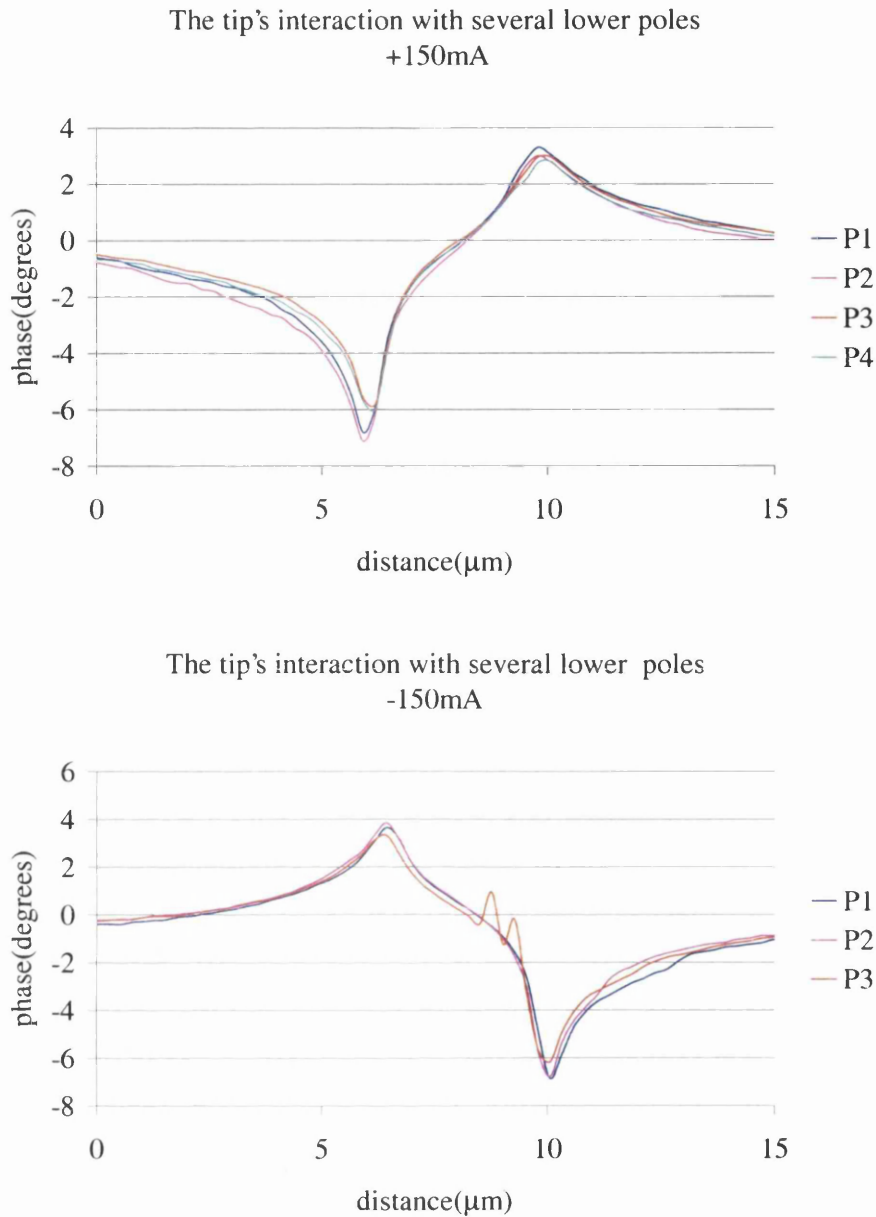 The tip's interaction with several lower poles
+150mA
4
2
0
-2
-4
-6
-8
phase(degrees)
0
5
10
15
distance(μm)
P1
P2
P3
P4
The tip's interaction with several lower poles
-150mA
6
4
2
0
-2
-4
-6
-8
phase(degrees)
0
5
10
15
distance(μm)
P1
P2
P3